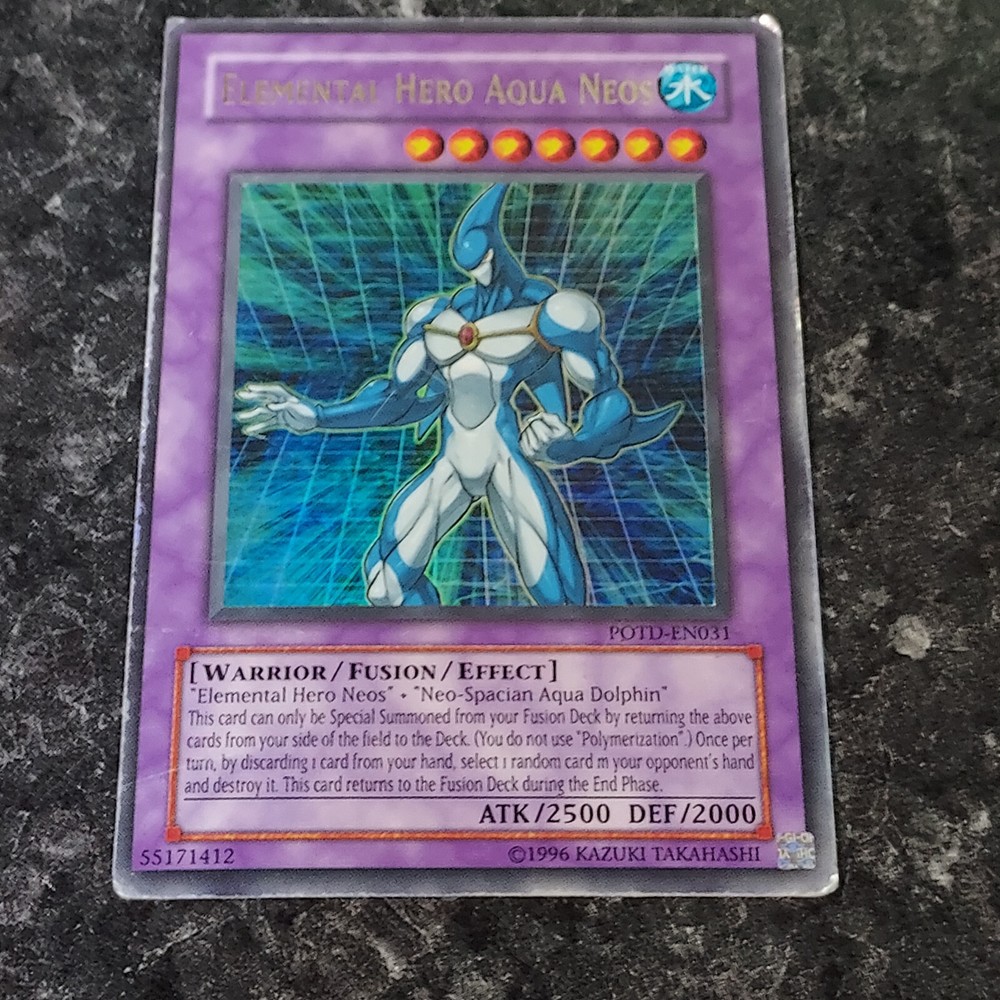 Elemental Hero Aqua Neos
WATER
水
POTD-EN031
[Warrior/Fusion/Effect]
"Elemental Hero Neos" + "Neo-Spacian Aqua Dolphin"
This card can only be Special Summoned from your Fusion Deck by returning the above
cards from your side of the field to the Deck. (You do not use "Polymerization".) Once per
turn, by discarding 1 card from your hand, select 1 random card in your opponent's hand
and destroy it. This card returns to the Fusion Deck during the End Phase.
ATK/2500 DEF/2000
55171412
©1996 KAZUKI TAKAHASHI